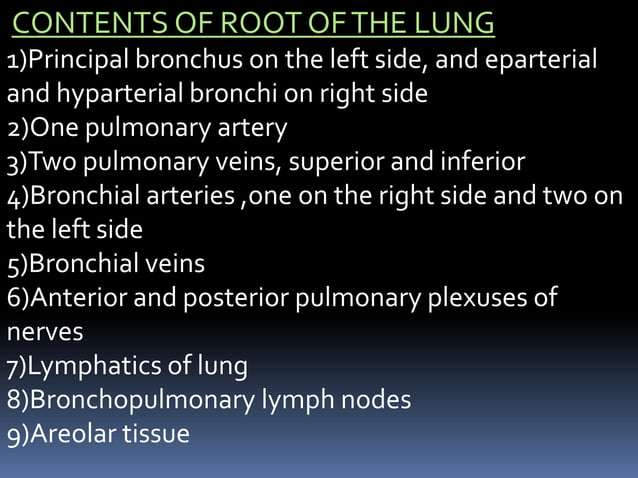 CONTENTS OF ROOT OF THE LUNG
1)Principal bronchus on the left side, and eparterial
and hyparterial bronchi on right side
2)One pulmonary artery
3)Two pulmonary veins, superior and inferior
4)Bronchial arteries ,one on the right side and two on
the left side
5)Bronchial veins
6)Anterior and posterior pulmonary plexuses of
nerves
7)Lymphatics of lung
8)Bronchopulmonary lymph nodes
9)Areolar tissue